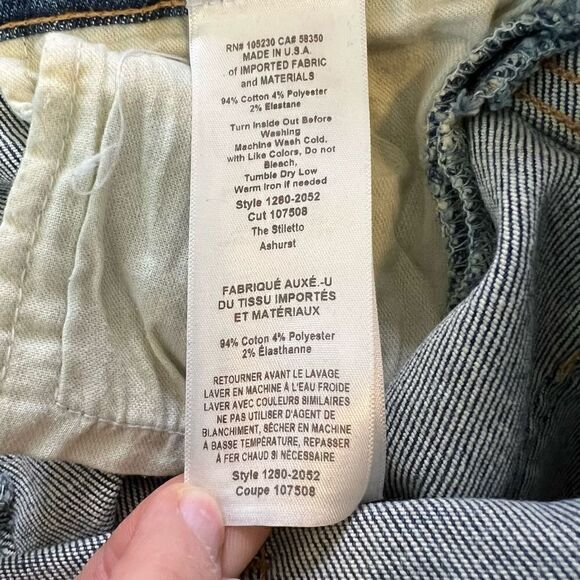 RN# 105230 CA# 58350
MADE IN U.S.A.
of IMPORTED FABRIC
and MATERIALS
94% Cotton 4% Polyester
2% Elastane
Turn Inside Out Before
Washing
Machine Wash Cold.
with Like Colors, Do not
Bleach,
Tumble Dry Low
Warm Iron if needed
Style 1280-2052
Cut 107508
The Stiletto
Ashurst
FABRIQUÉ AUXÉ.-U
DU TISSU IMPORTÉS
ET MATÉRIAUX
94% Coton 4% Polyester
2% Élasthanne
RETOURNER AVANT LE LAVAGE
LAVER EN MACHINE À L'EAU FROIDE
LAVER AVEC COULEURS SIMILAIRES
NE PAS UTILISER D'AGENT DE
BLANCHIMENT, SÉCHER EN MACHINE
À BASSE TEMPÉRATURE, REPASSER
À FER CHAUD SI NÉCESSAIRE
Style 1280-2052
Coupe 107508